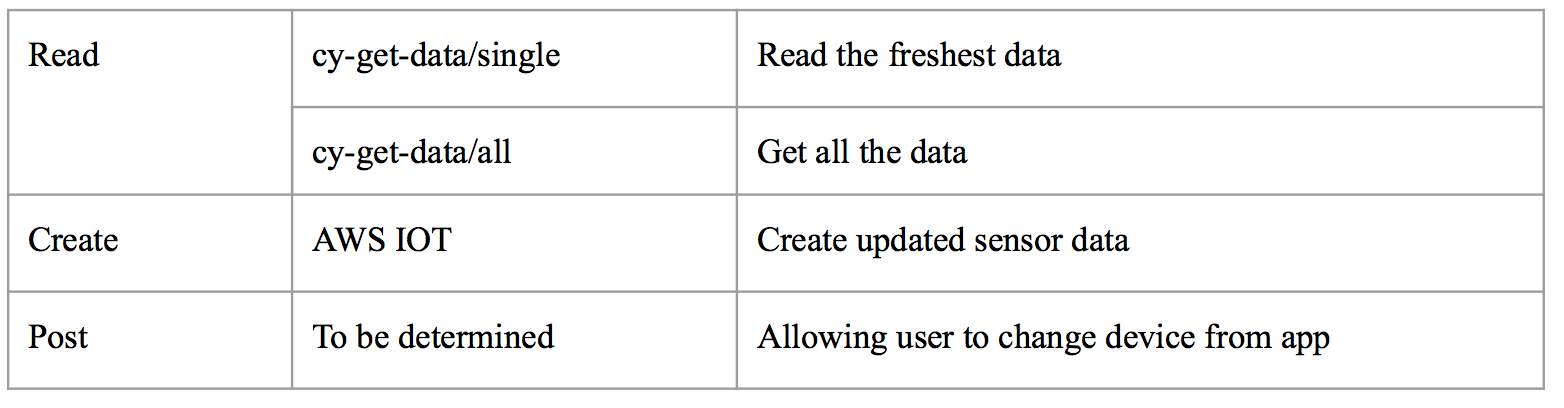 Read cy-get-data/single Read the freshest data
cy-get-data/all Get all the data
Create AWS IOT Create updated sensor data
Post To be determined Allowing user to change device from app